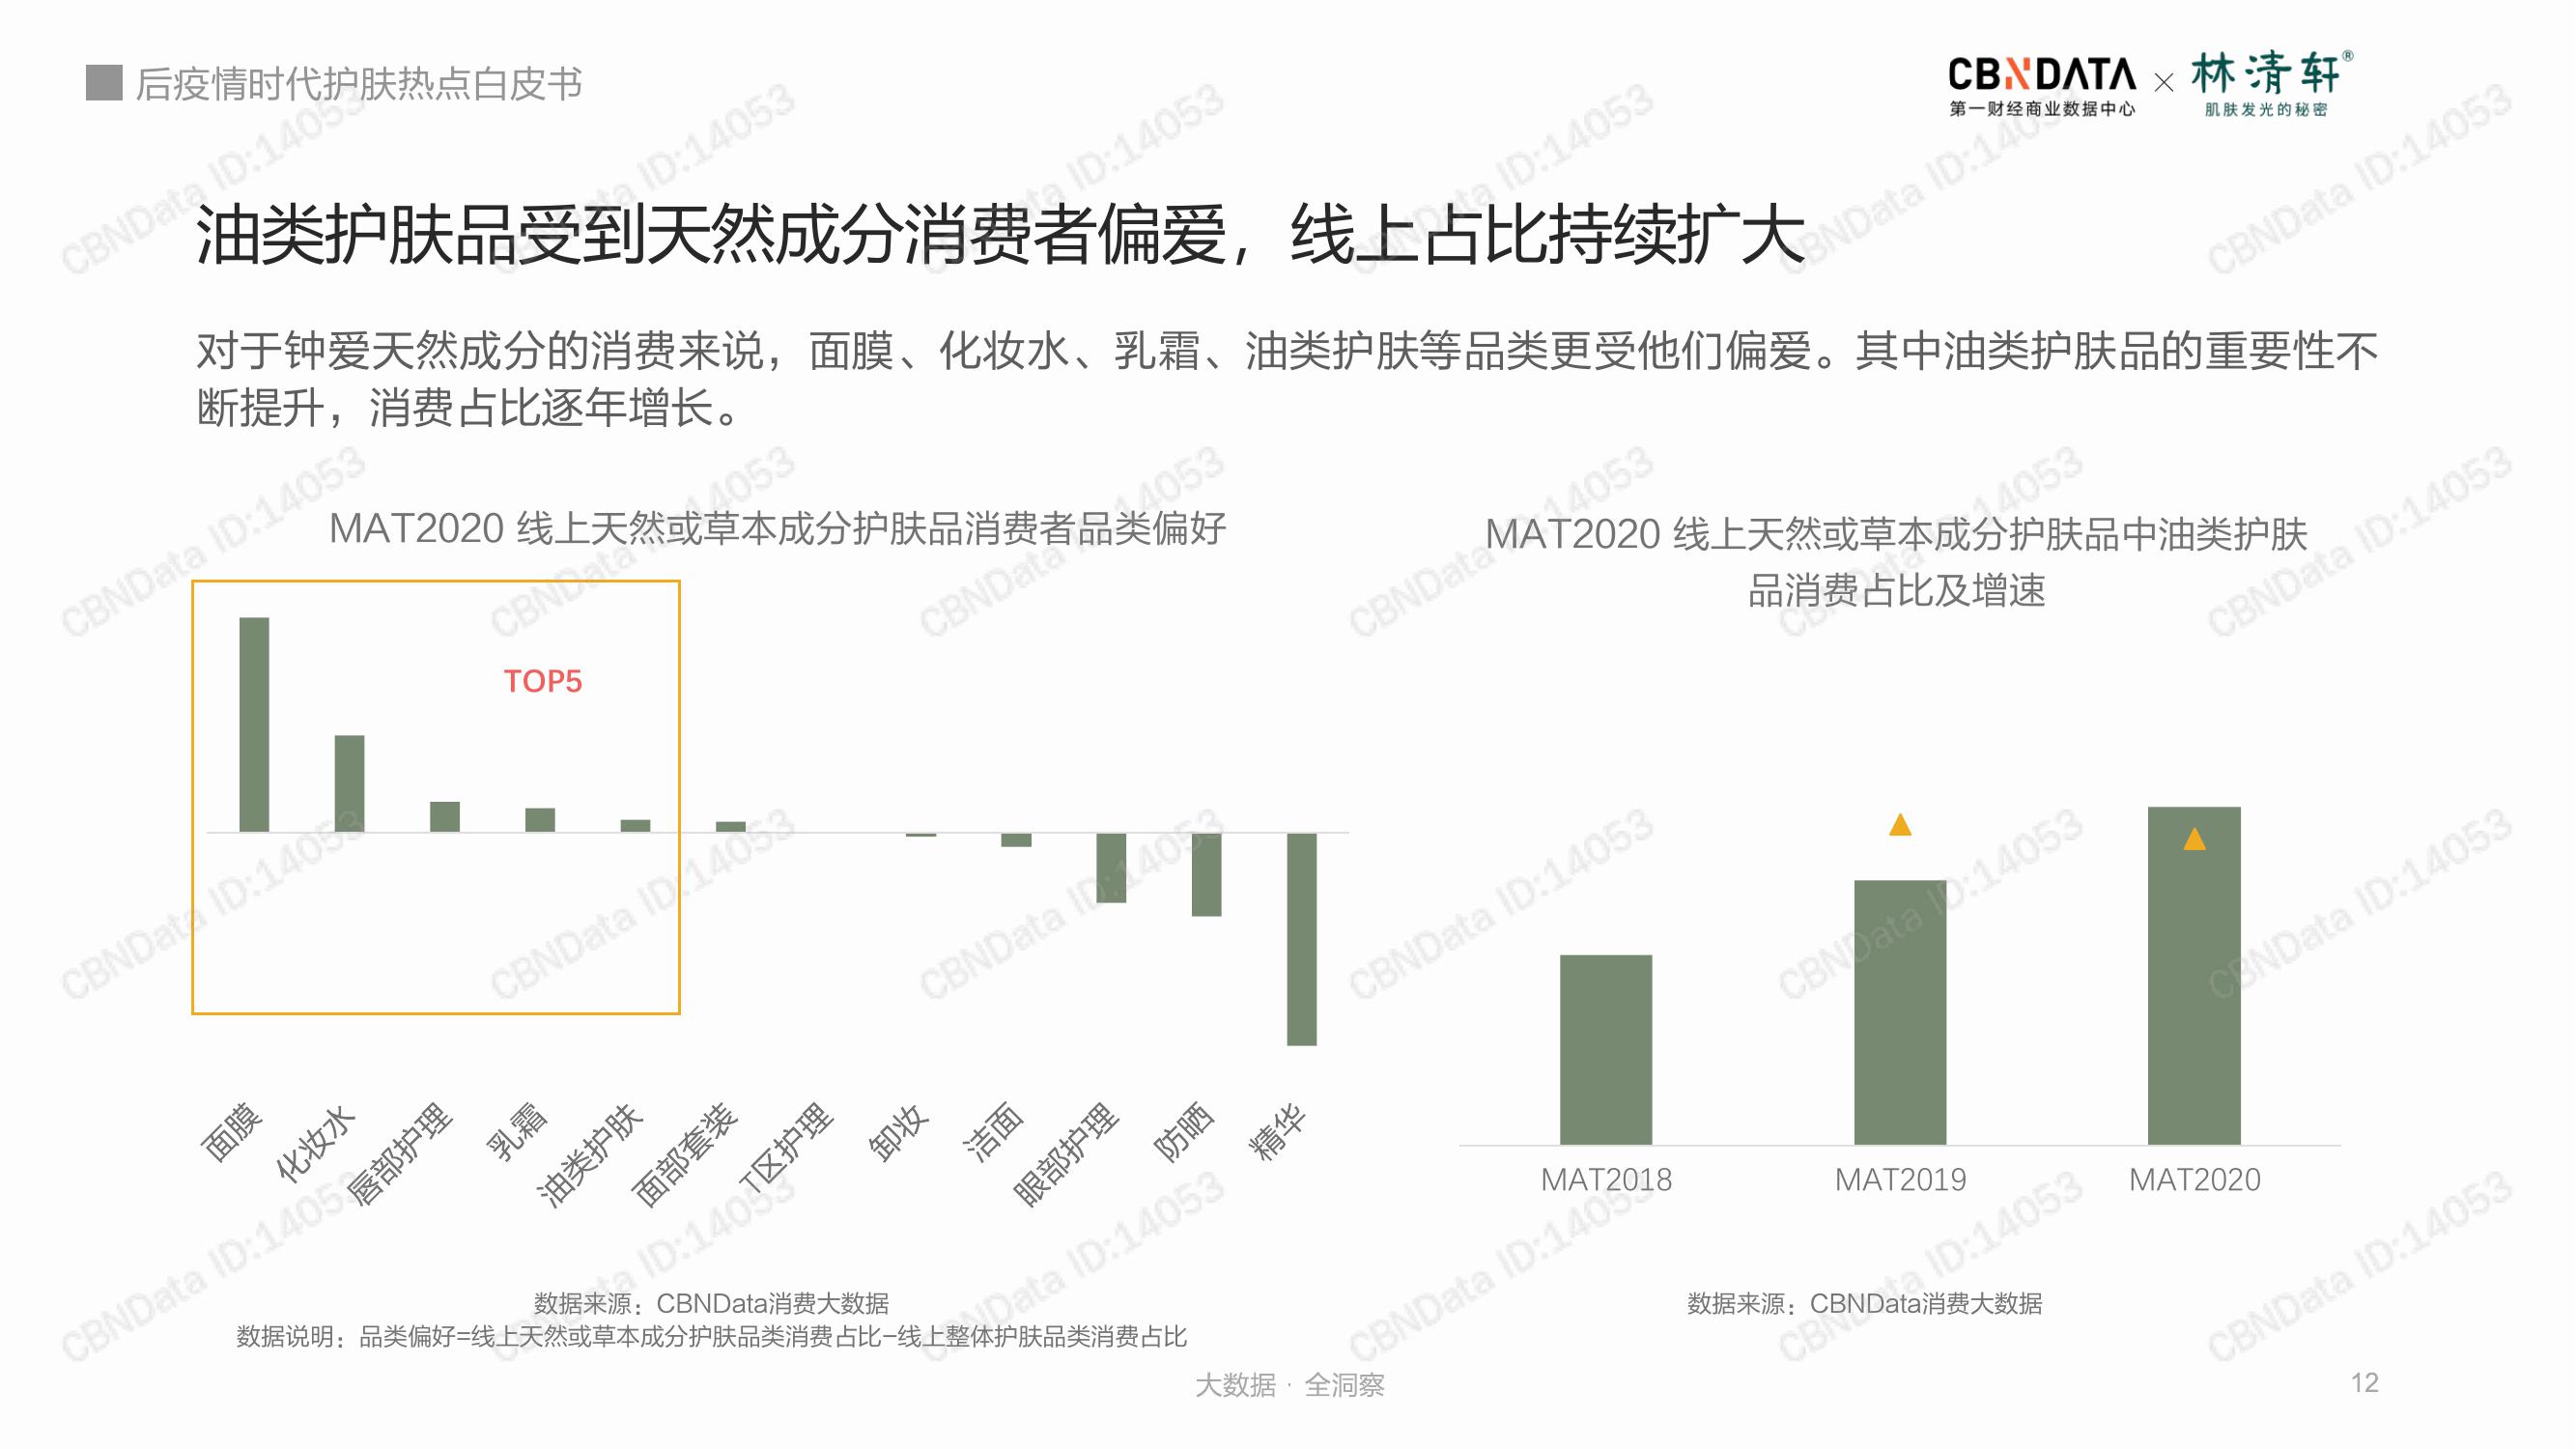 后疫情时代护肤热点白皮书
CBNDATA × 林清轩®
第一财经商业数据中心 肌肤发光的秘密
油类护肤品受到天然成分消费者偏爱，线上占比持续扩大
对于钟爱天然成分的消费来说，面膜、化妆水、乳霜、油类护肤等品类更受他们偏爱。其中油类护肤品的重要性不
断提升，消费占比逐年增长。
MAT2020 线上天然或草本成分护肤品消费者品类偏好
TOP5
面膜
化妆水
唇部护理
乳霜
油类护肤
面部套装
T区护理
卸妆
洁面
眼部护理
防晒
精华
数据来源：CBNData消费大数据
数据说明：品类偏好=线上天然或草本成分护肤品类消费占比–线上整体护肤品类消费占比
MAT2020 线上天然或草本成分护肤品中油类护肤
品消费占比及增速
MAT2018
MAT2019
MAT2020
数据来源：CBNData消费大数据
大数据 · 全洞察
12
CBNData ID:14053